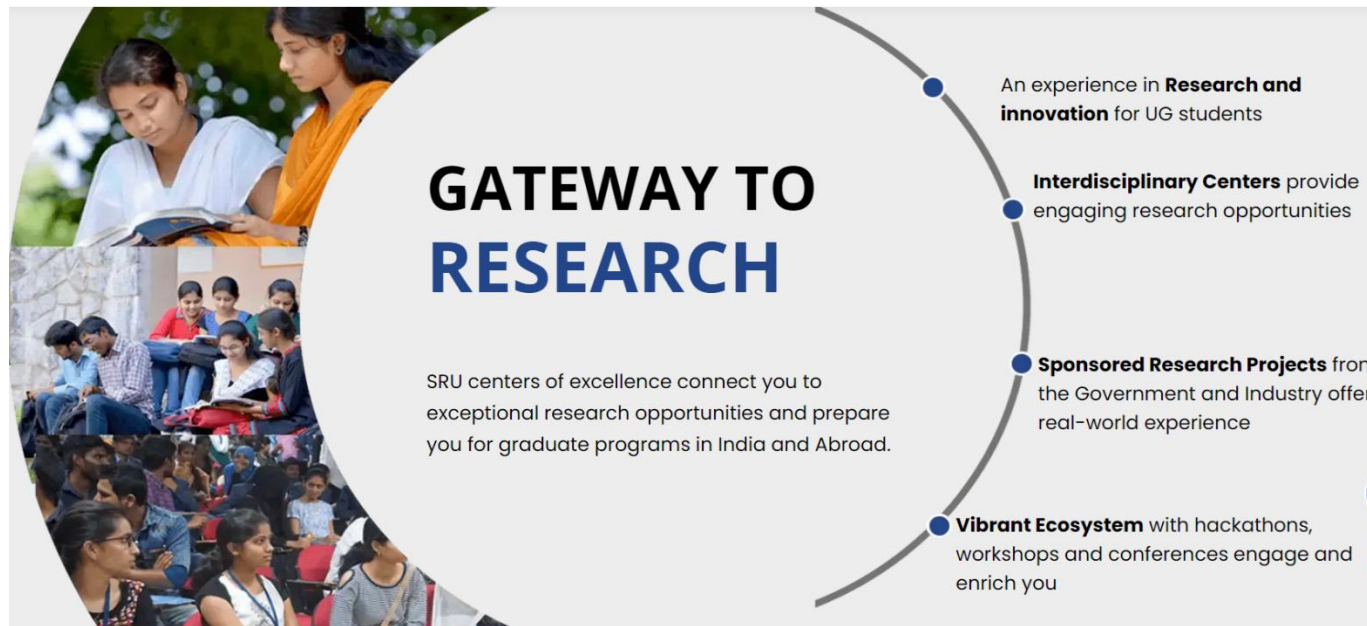 GATEWAY TO
RESEARCH
SRU centers of excellence connect you to
exceptional research opportunities and prepare
you for graduate programs in India and Abroad.
An experience in Research and
innovation for UG students
Interdisciplinary Centers provide
engaging research opportunities
Sponsored Research Projects from
the Government and Industry offer
real-world experience
Vibrant Ecosystem with hackathons,
workshops and conferences engage and
enrich you